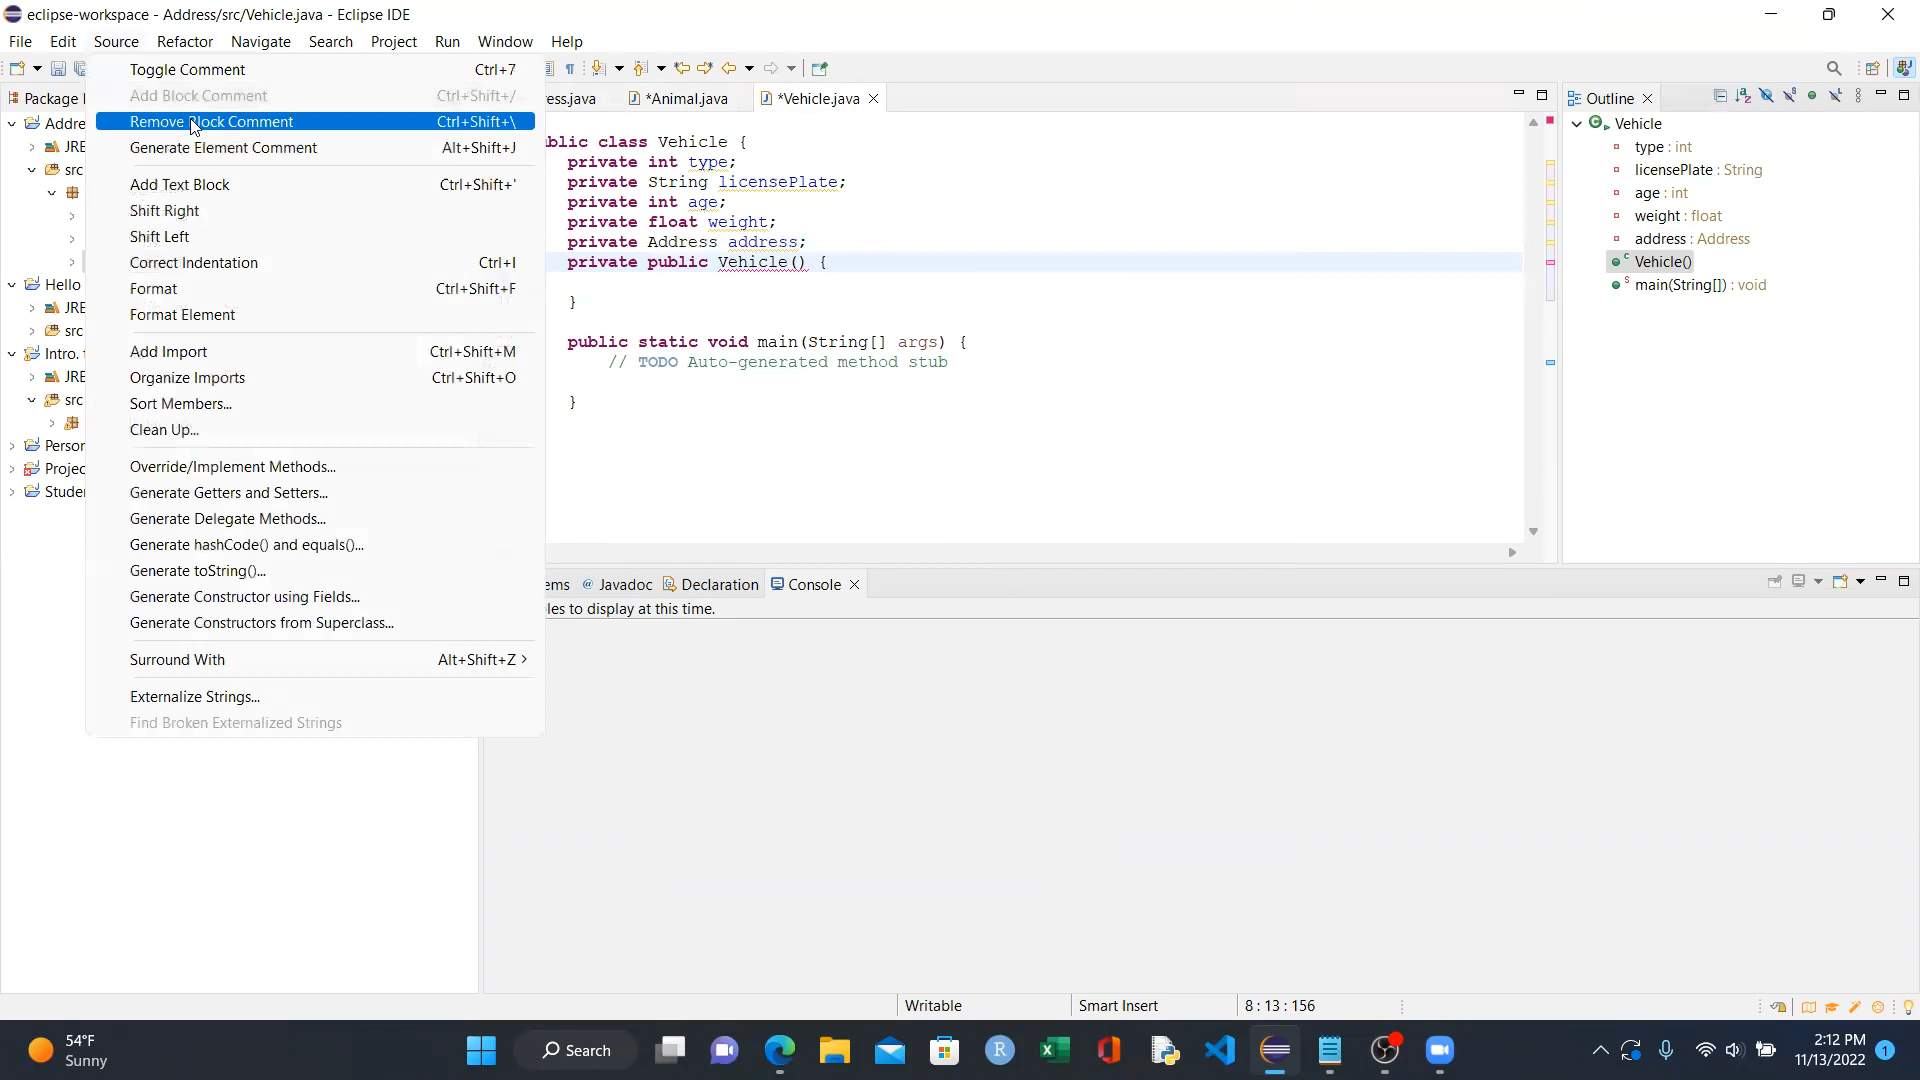 eclipse-workspace - Address/src/Vehicle.java - Eclipse IDE
File Edit Source Refactor Navigate Search Project Run Window Help
Toggle Comment Ctrl+7
Add Block Comment Ctrl+Shift+/
Remove Block Comment Ctrl+Shift+\
Generate Element Comment Alt+Shift+J
Add Text Block Ctrl+Shift+'
Shift Right
Shift Left
Correct Indentation Ctrl+I
Format Ctrl+Shift+F
Format Element
Add Import Ctrl+Shift+M
Organize Imports Ctrl+Shift+O
Sort Members...
Clean Up...
Override/Implement Methods...
Generate Getters and Setters...
Generate Delegate Methods...
Generate hashCode() and equals()...
Generate toString()...
Generate Constructor using Fields...
Generate Constructors from Superclass...
Surround With Alt+Shift+Z
Externalize Strings...
Find Broken Externalized Strings
Package
Addre
JRE
src
Hello
JRE
src
Intro.
JRE
src
Person
Projec
Studer
ess.java *Animal.java *Vehicle.java
ublic class Vehicle {
private int type;
private String licensePlate;
private int age;
private float weight;
private Address address;
private public Vehicle() {
}
public static void main(String[] args) {
// TODO Auto-generated method stub
}
Outline
Vehicle
type : int
licensePlate : String
age : int
weight : float
address : Address
Vehicle()
main(String[]) : void
ems @ Javadoc Declaration Console
les to display at this time.
Writable Smart Insert 8 : 13 : 156
54°F
Sunny
Search
2:12 PM
11/13/2022
1